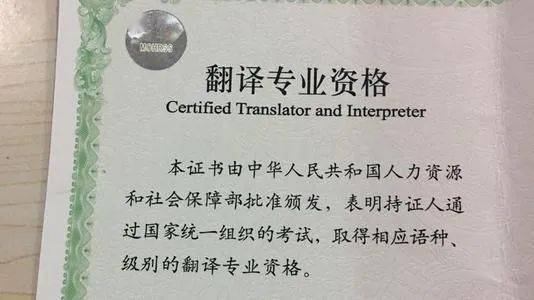 MOHRSS
翻译专业资格
Certified Translator and Interpreter
本证书由中华人民共和国人力资源
和社会保障部批准颁发，表明持证人通
过国家统一组织的考试，取得相应语种、
级别的翻译专业资格。